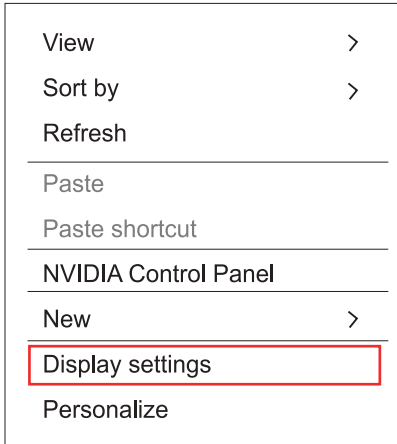 View
Sort by
Refresh
Paste
Paste shortcut
NVIDIA Control Panel
New
Display settings
Personalize